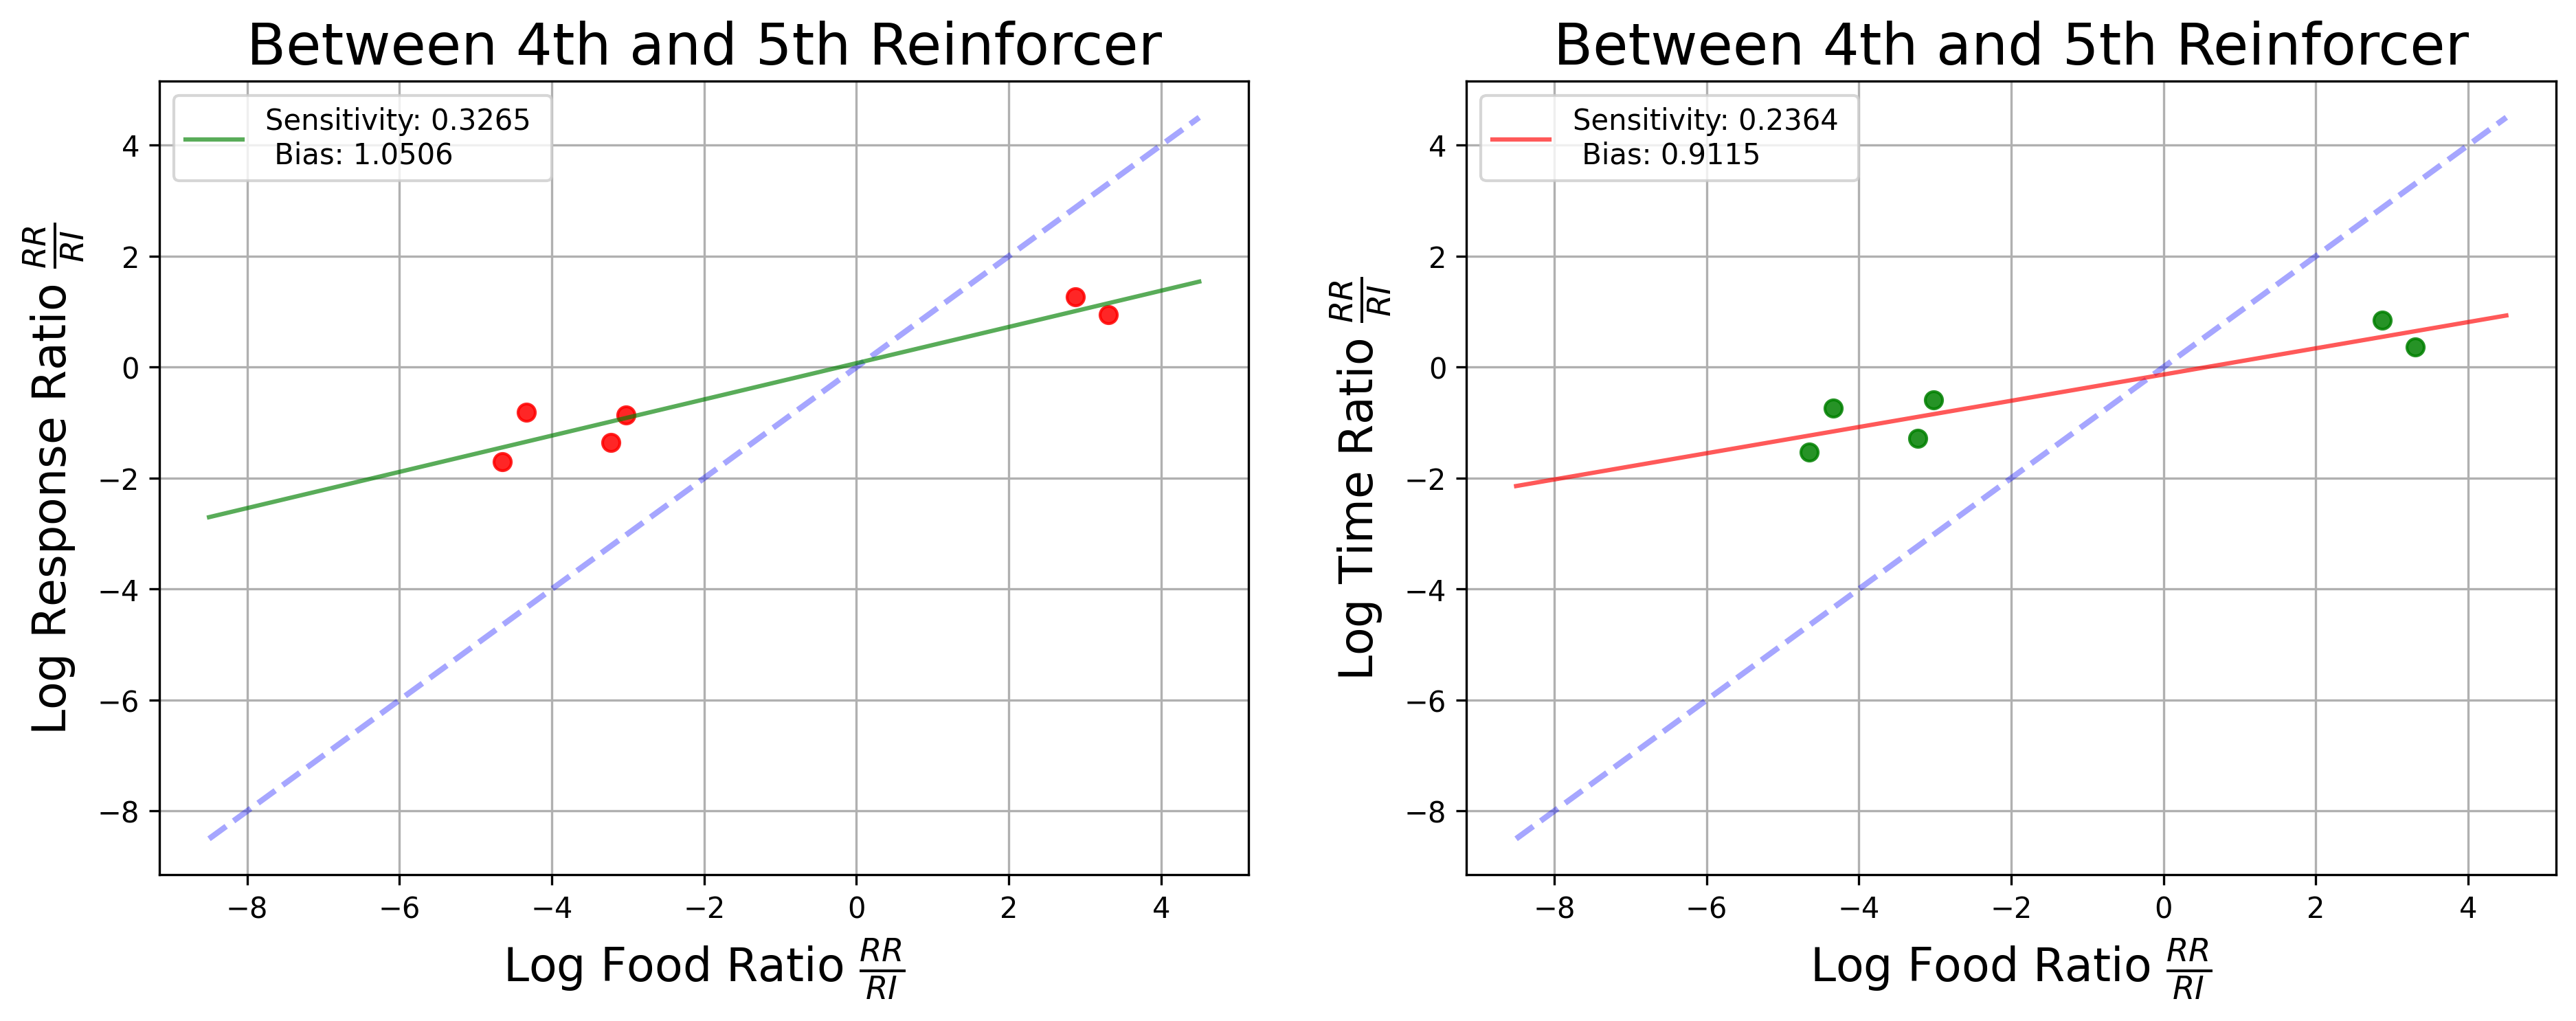 Between 4th and 5th Reinforcer
Sensitivity: 0.3265
Bias: 1.0506
4
2
0
−2
−4
−6
−8
Log Response Ratio RR/RI
−8 −6 −4 −2 0 2 4
Log Food Ratio RR/RI
Between 4th and 5th Reinforcer
Sensitivity: 0.2364
Bias: 0.9115
4
2
0
−2
−4
−6
−8
Log Time Ratio RR/RI
−8 −6 −4 −2 0 2 4
Log Food Ratio RR/RI